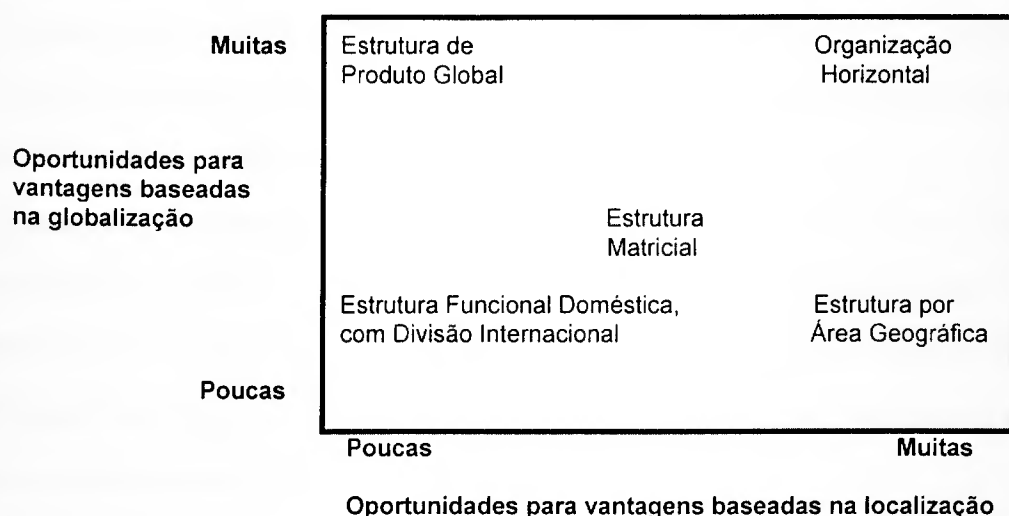 Muitas
Estrutura de
Produto Global
Organização
Horizontal
Oportunidades para
vantagens baseadas
na globalização
Estrutura
Matricial
Estrutura Funcional Doméstica,
com Divisão Internacional
Estrutura por
Área Geográfica
Poucas
Poucas
Muitas
Oportunidades para vantagens baseadas na localização